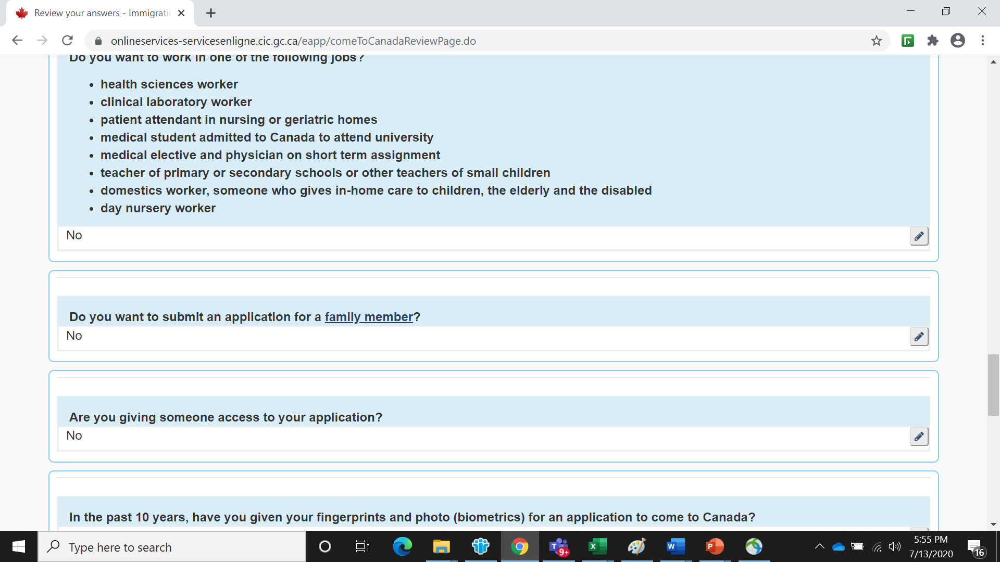 Review your answers - Immigrati
onlineservices-servicesenligne.cic.gc.ca/eapp/comeToCanadaReviewPage.do
Do you want to work in one of the following jobs?
• health sciences worker
• clinical laboratory worker
• patient attendant in nursing or geriatric homes
• medical student admitted to Canada to attend university
• medical elective and physician on short term assignment
• teacher of primary or secondary schools or other teachers of small children
• domestics worker, someone who gives in-home care to children, the elderly and the disabled
• day nursery worker
No
Do you want to submit an application for a family member?
No
Are you giving someone access to your application?
No
In the past 10 years, have you given your fingerprints and photo (biometrics) for an application to come to Canada?
Type here to search
T
9+
X
W
P
5:55 PM
7/13/2020
16